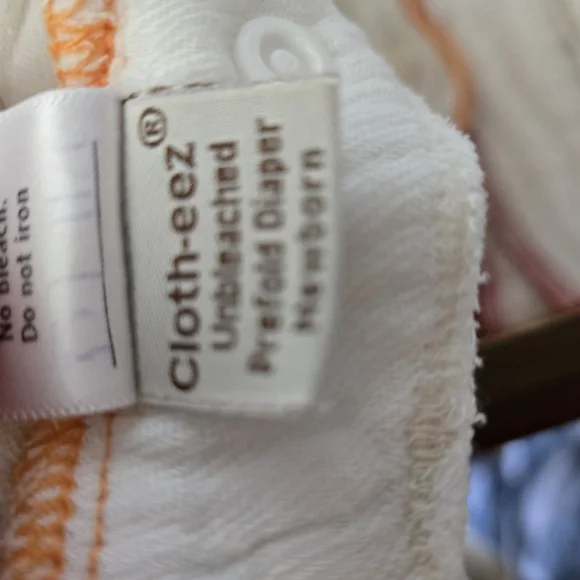 Cloth-eez®
Unbleached
Prefold Diaper
Newborn
No bleach.
Do not iron